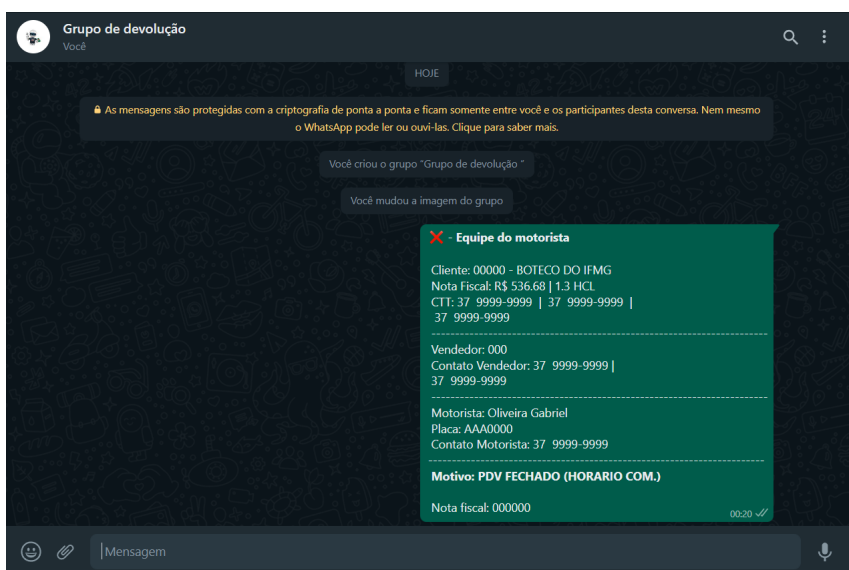 Grupo de devolução
Você
HOJE
As mensagens são protegidas com a criptografia de ponta a ponta e ficam somente entre você e os participantes desta conversa. Nem mesmo
o WhatsApp pode ler ou ouvi-las. Clique para saber mais.
Você criou o grupo "Grupo de devolução "
Você mudou a imagem do grupo
❌ - Equipe do motorista
Cliente: 00000 - BOTECO DO IFMG
Nota Fiscal: R$ 536.68 | 1.3 HCL
CTT: 37 9999-9999 | 37 9999-9999 |
37 9999-9999
------------------------------------------------------------------
Vendedor: 000
Contato Vendedor: 37 9999-9999 |
37 9999-9999
------------------------------------------------------------------
Motorista: Oliveira Gabriel
Placa: AAA0000
Contato Motorista: 37 9999-9999
------------------------------------------------------------------
Motivo: PDV FECHADO (HORARIO COM.)
Nota fiscal: 000000
00:20
Mensagem